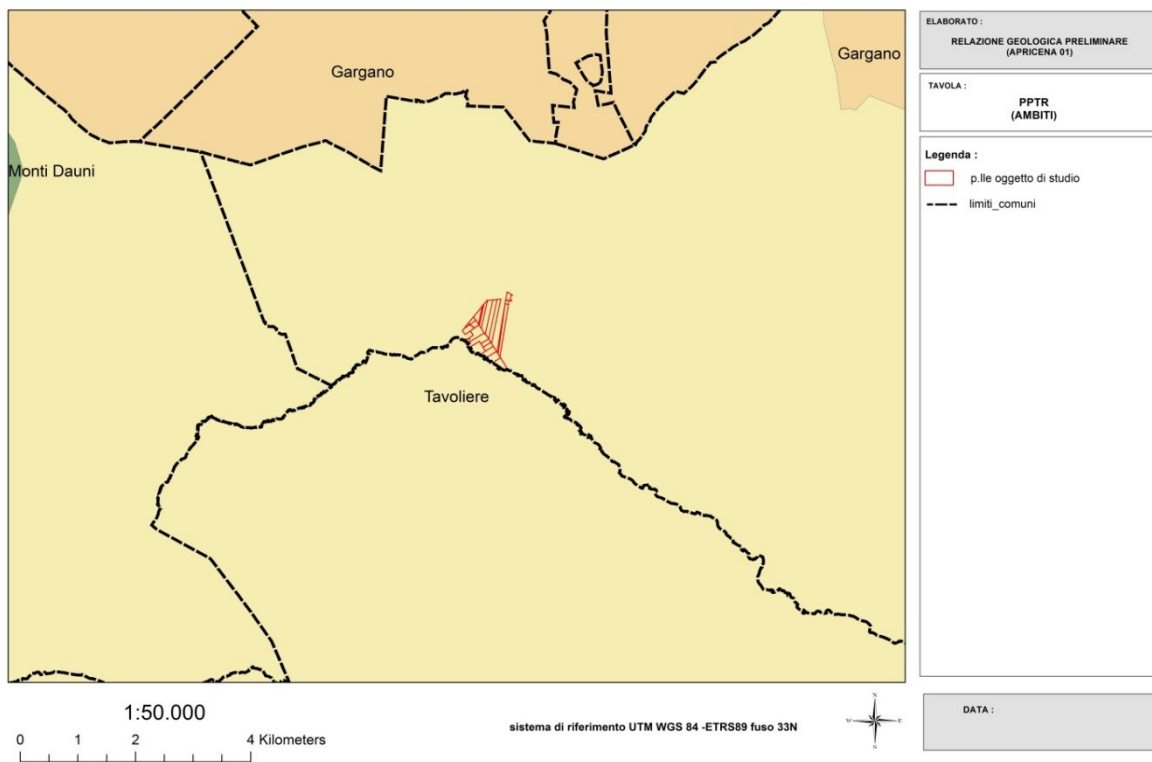 Gargano
Gargano
Monti Dauni
Tavoliere
ELABORATO :
RELAZIONE GEOLOGICA PRELIMINARE
(APRICENA 01)
TAVOLA :
PPTR
(AMBITI)
Legenda :
p.lle oggetto di studio
limiti_comuni
1:50.000
0 1 2 4 Kilometers
sistema di riferimento UTM WGS 84 -ETRS89 fuso 33N
N
W E
S
DATA :